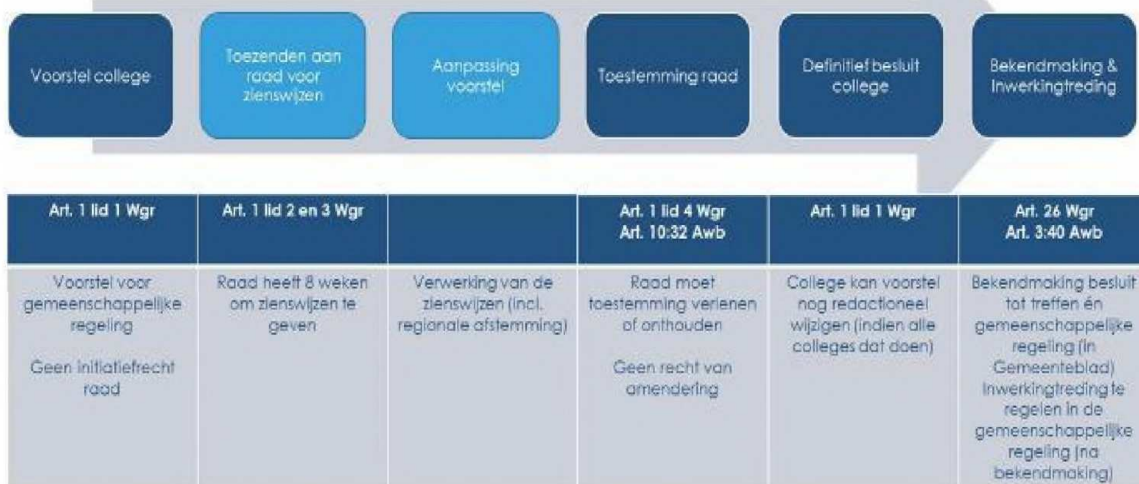 Voorstel college
Toezenden aan
raad voor
zienswijzen
Aanpassing
voorstel
Toestemming raad
Definitief besluit
college
Bekendmaking &
Inwerkingtreding
Art. 1 lid 1 Wgr
Art. 1 lid 2 en 3 Wgr
Art. 1 lid 4 Wgr
Art. 10:32 Awb
Art. 1 lid 1 Wgr
Art. 26 Wgr
Art. 3:40 Awb
Voorstel voor
gemeenschappelijke
regeling
Geen initiatiefrecht
raad
Raad heeft 8 weken
om zienswijzen te
geven
Verwerking van de
zienswijzen (incl.
regionale afstemming)
Raad moet
toestemming verlenen
of onthouden
Geen recht van
amendering
College kan voorstel
nog redactioneel
wijzigen (indien alle
colleges dat doen)
Bekendmaking besluit
tot treffen én
gemeenschappelijke
regeling (in
Gemeenteblad)
Inwerkingtreding te
regelen in de
gemeenschappelijke
regeling (na
bekendmaking)